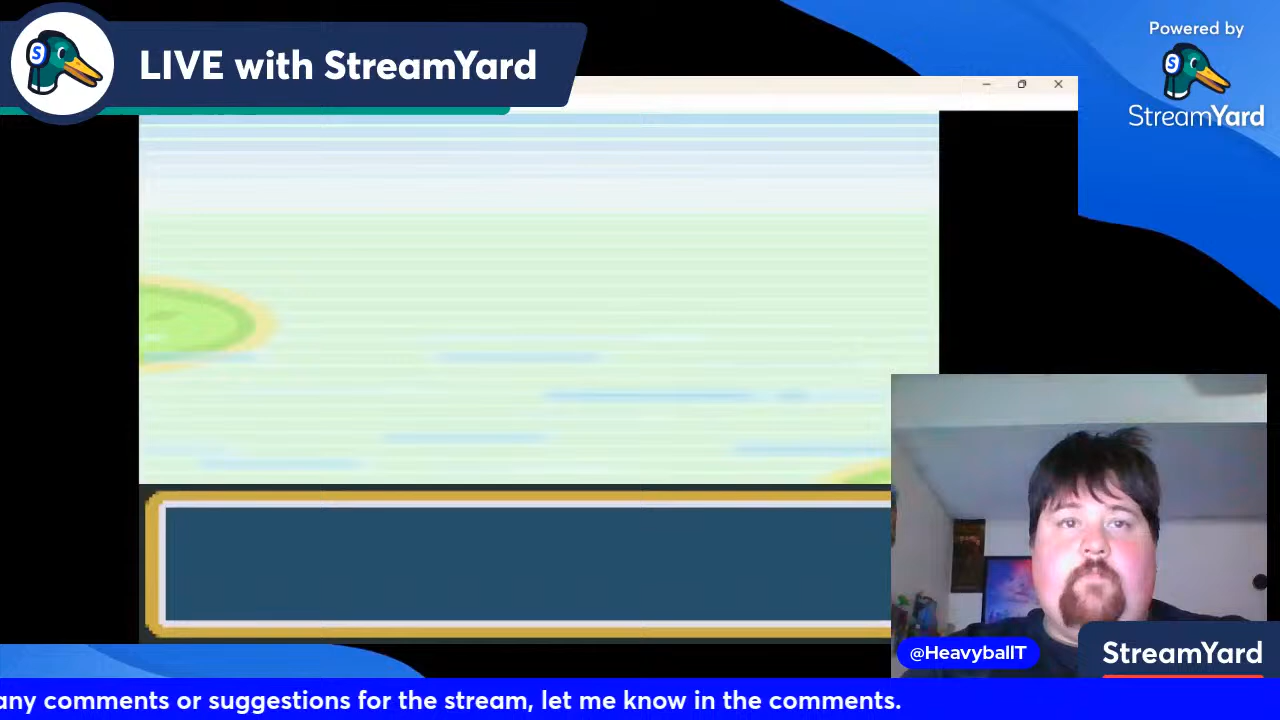 LIVE with StreamYard
Powered by
StreamYard
@HeavyballT
StreamYard
any comments or suggestions for the stream, let me know in the comments.